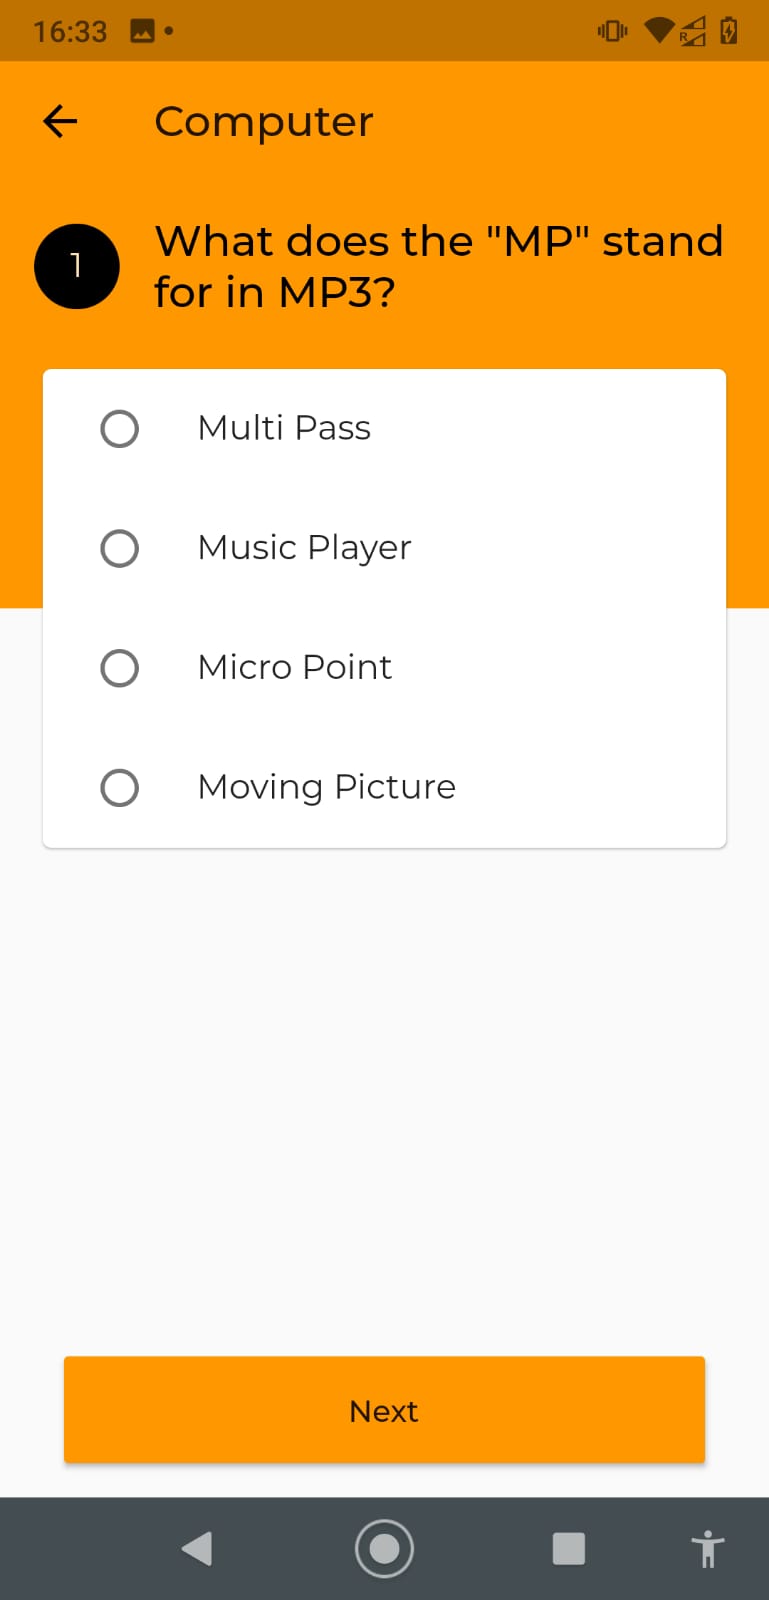 16:33
R
Computer
1
What does the "MP" stand
for in MP3?
Multi Pass
Music Player
Micro Point
Moving Picture
Next